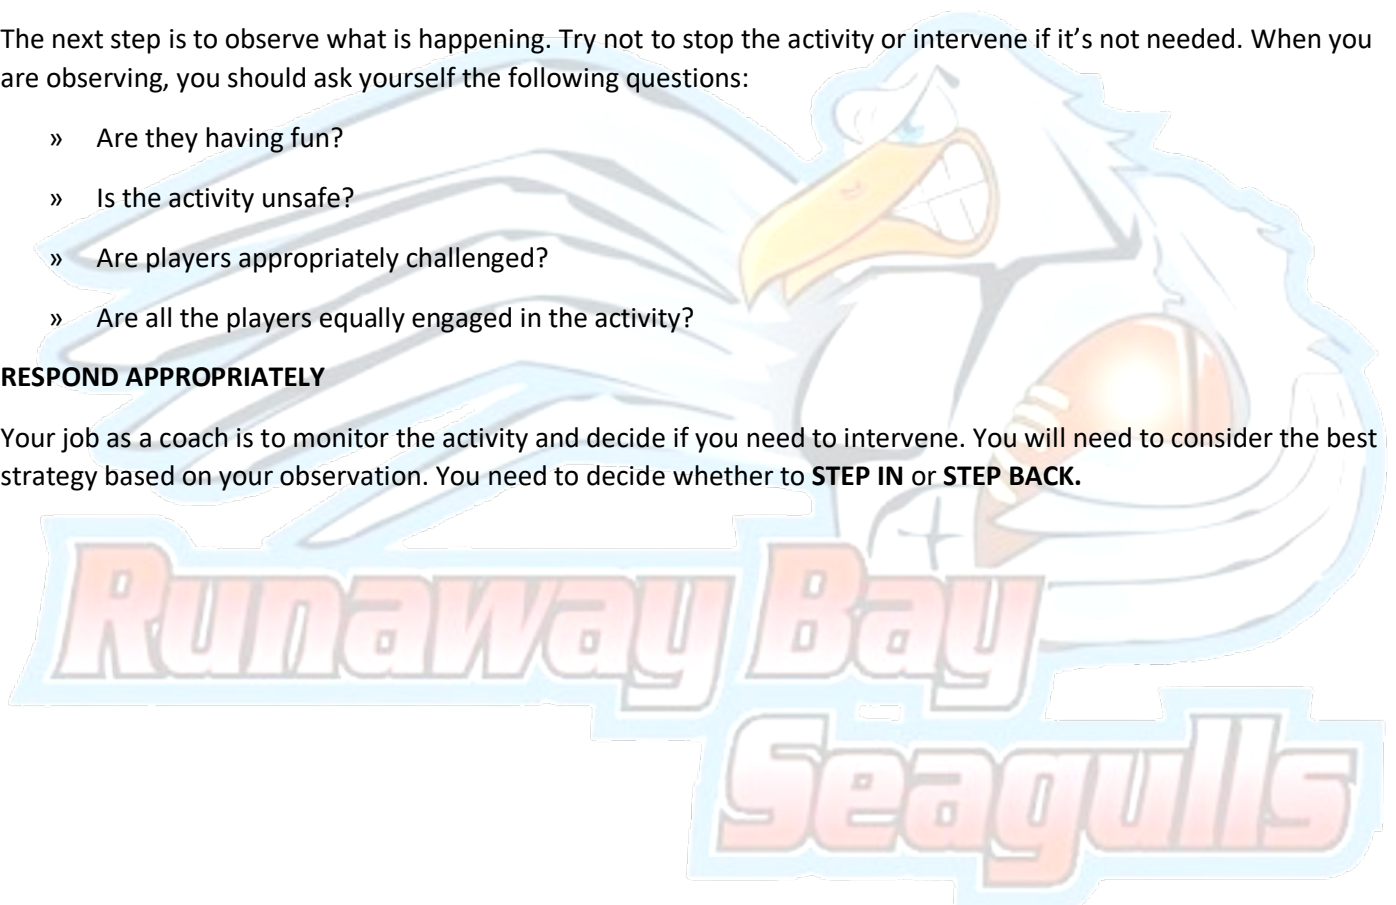 The next step is to observe what is happening. Try not to stop the activity or intervene if it’s not needed. When you
are observing, you should ask yourself the following questions:
» Are they having fun?
» Is the activity unsafe?
» Are players appropriately challenged?
» Are all the players equally engaged in the activity?
RESPOND APPROPRIATELY
Your job as a coach is to monitor the activity and decide if you need to intervene. You will need to consider the best
strategy based on your observation. You need to decide whether to STEP IN or STEP BACK.
Runaway Bay
Seagulls